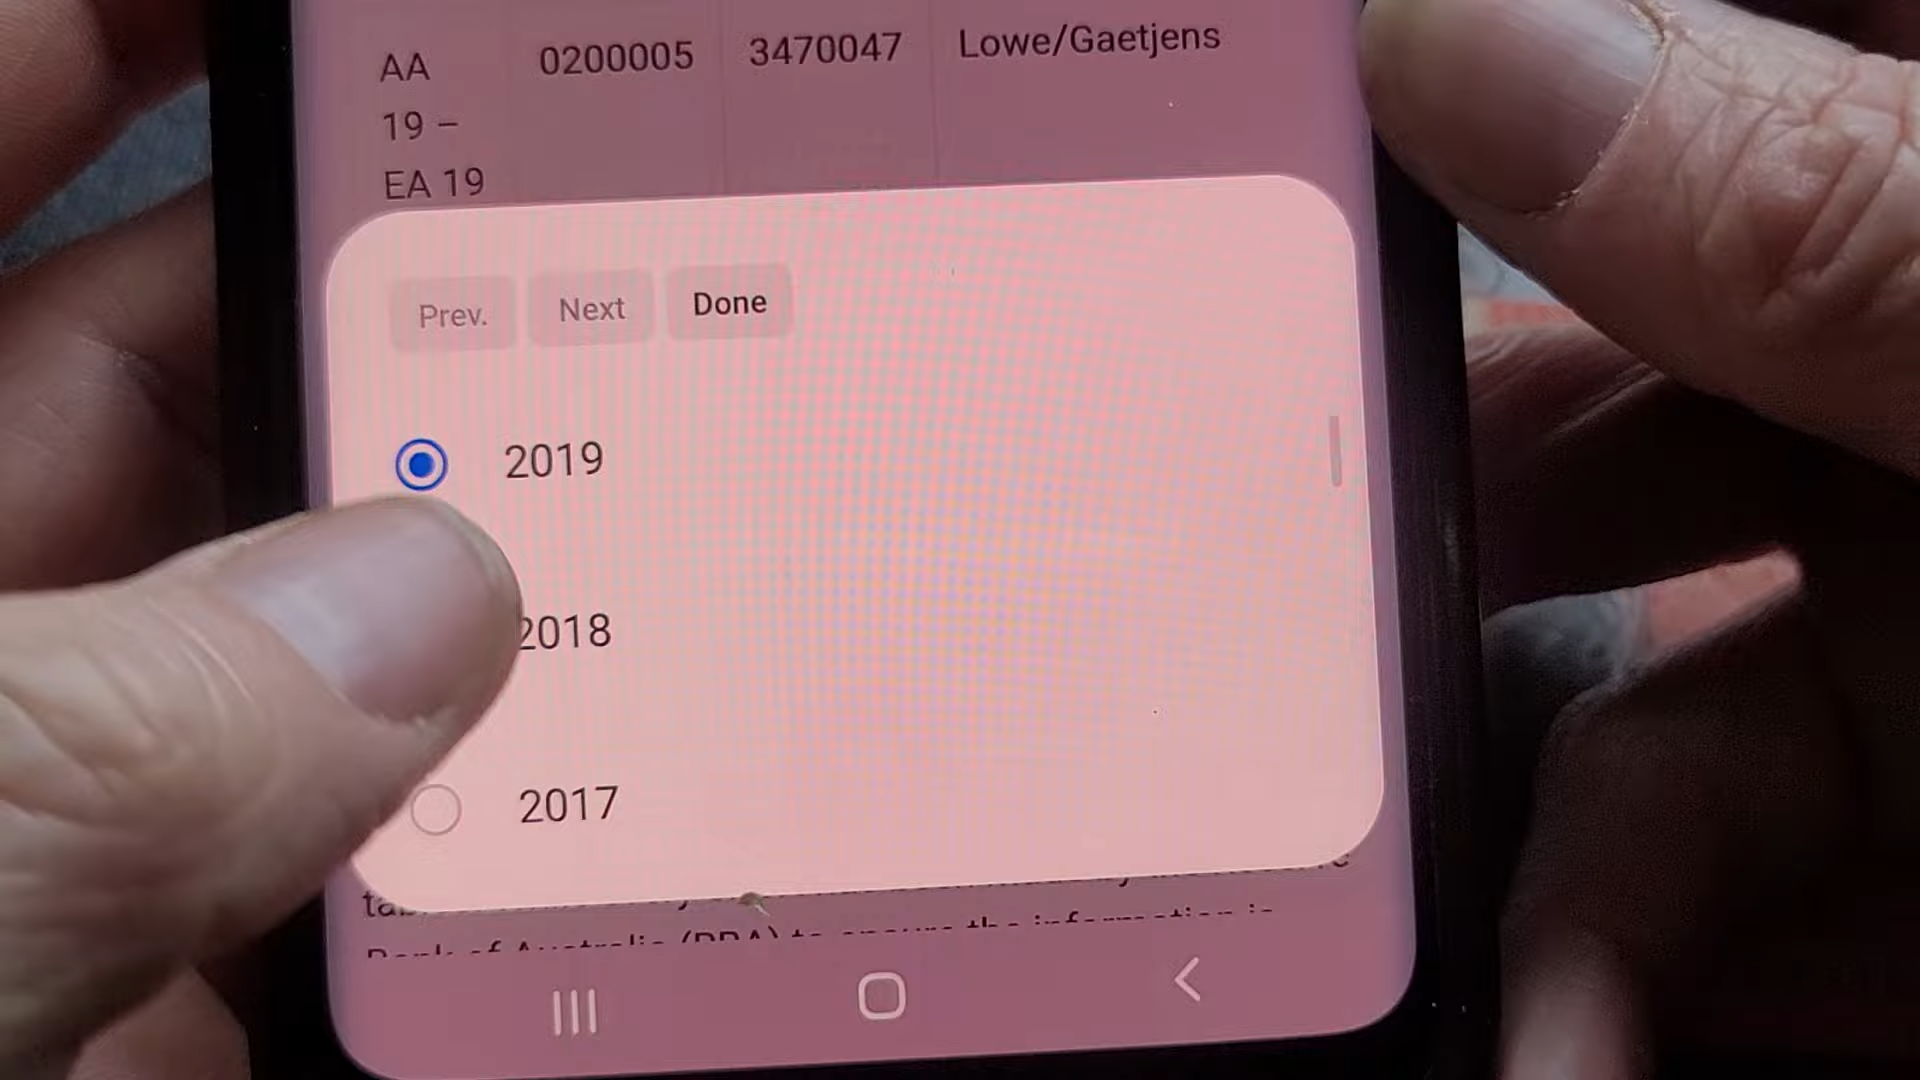 AA 0200005 3470047 Lowe/Gaetjens
19 –
EA 19
Prev. Next Done
2019
2018
2017